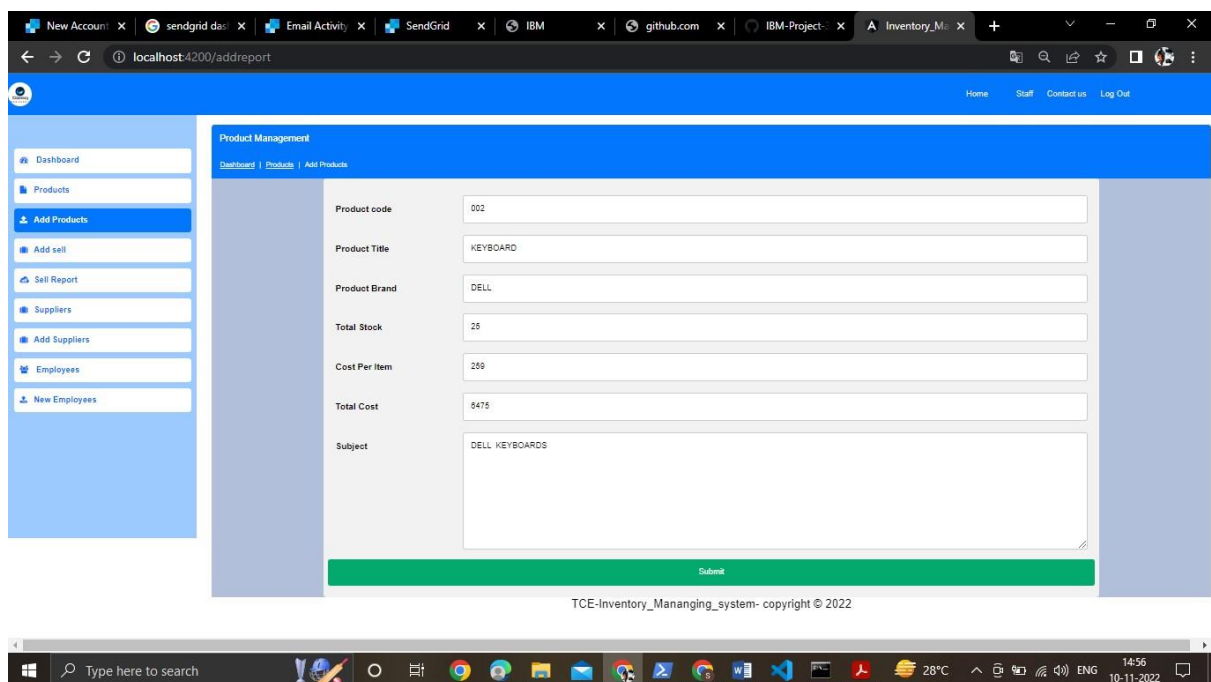 New Account
sendgrid das
Email Activity
SendGrid
IBM
github.com
IBM-Project-
Inventory_Ma
localhost:4200/addreport
Home Staff Contact us Log Out
Product Management
Dashboard | Products | Add Products
Dashboard
Products
Add Products
Add sell
Sell Report
Suppliers
Add Suppliers
Employees
New Employees
Product code 002
Product Title KEYBOARD
Product Brand DELL
Total Stock 25
Cost Per Item 259
Total Cost 6475
Subject DELL KEYBOARDS
Submit
TCE-Inventory_Mananging_system- copyright © 2022
Type here to search
28°C ENG 14:56
10-11-2022